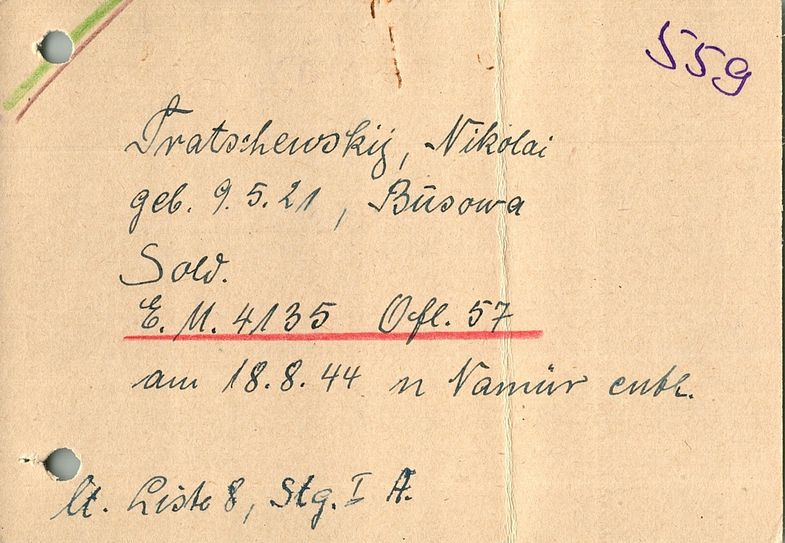 559
Tratschewskij, Nikolai
geb. 9.5.21, Busowa
Sold.
E. M. 4135 Ofl. 57
am 18.8.44 n Namur entl.
lt. Liste 8, Stg. I A.